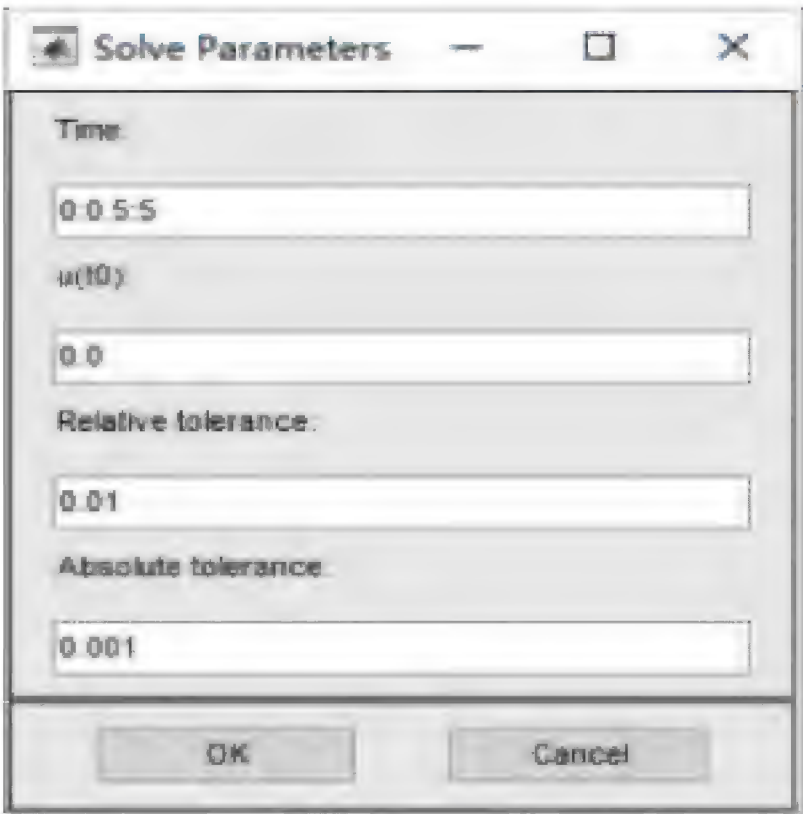 Solve Parameters
Time:
0:0.5:5
u(t0):
0.0
Relative tolerance:
0.01
Absolute tolerance:
0.001
OK
Cancel